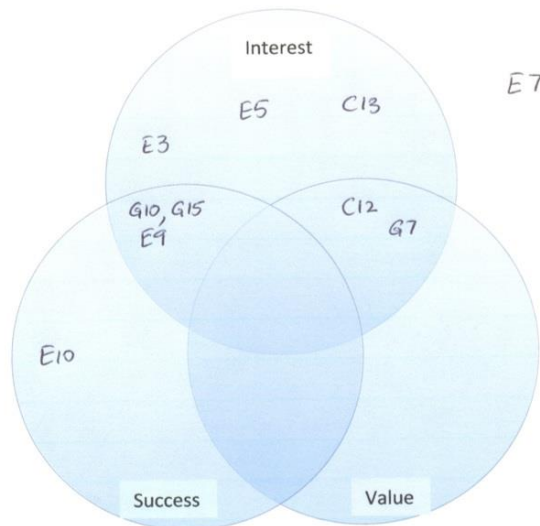 Interest
E7
E5 C13
E3
G10, G15
E9
C12
G7
E10
Success
Value